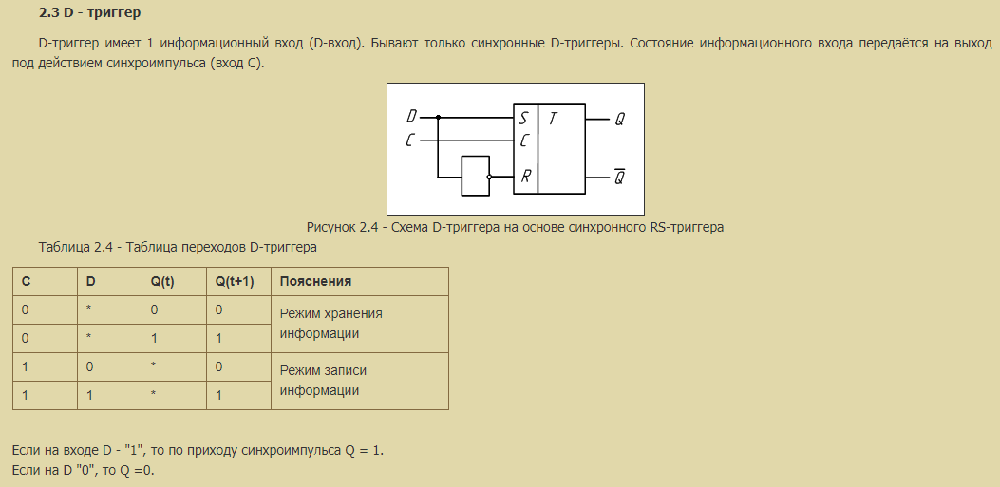 2.3 D - триггер
D-триггер имеет 1 информационный вход (D-вход). Бывают только синхронные D-триггеры. Состояние информационного входа передаётся на выход
под действием синхроимпульса (вход С).
D S T Q
C C
R Q̅
Рисунок 2.4 - Схема D-триггера на основе синхронного RS-триггера
Таблица 2.4 - Таблица переходов D-триггера
C D Q(t) Q(t+1) Пояснения
0 * 0 0 Режим хранения
0 * 1 1 информации
1 0 * 0 Режим записи
1 1 * 1 информации
Если на входе D - "1", то по приходу синхроимпульса Q = 1.
Если на D "0", то Q =0.